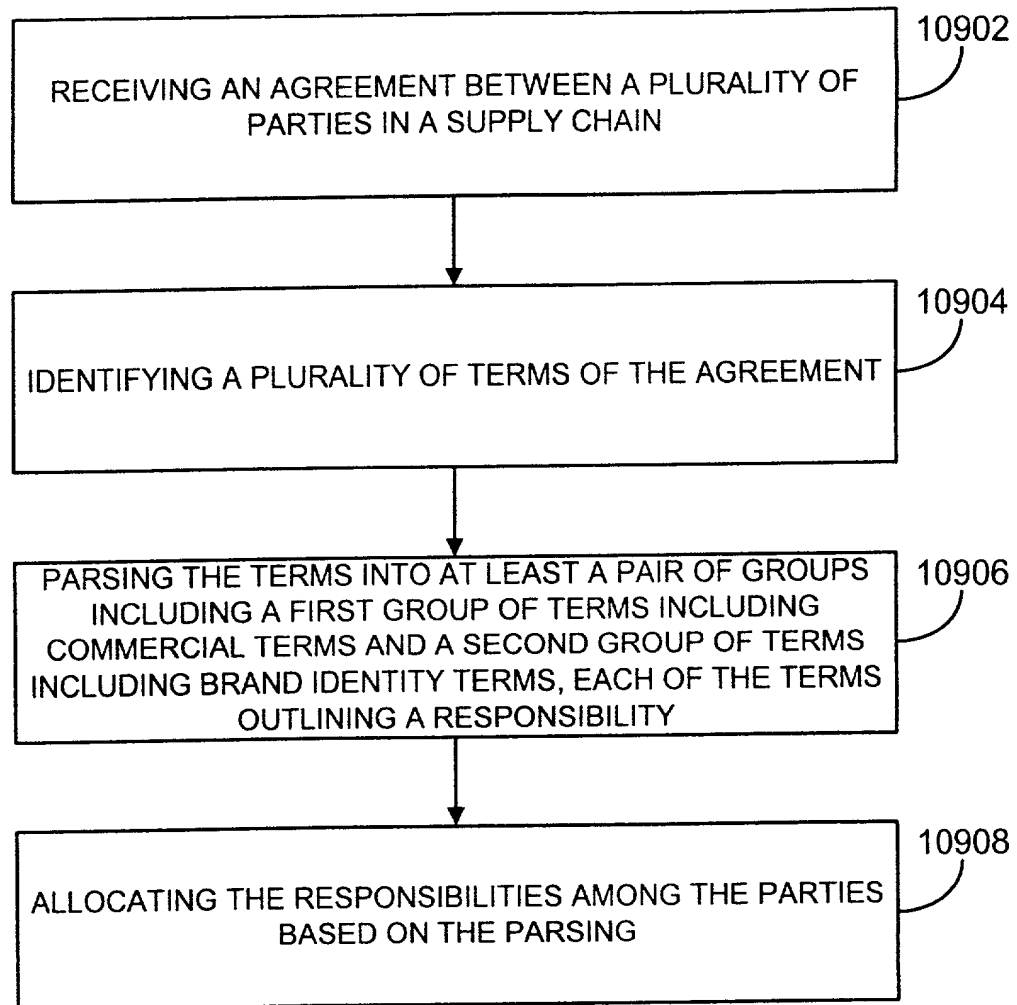 10902
RECEIVING AN AGREEMENT BETWEEN A PLURALITY OF
PARTIES IN A SUPPLY CHAIN
10904
IDENTIFYING A PLURALITY OF TERMS OF THE AGREEMENT
10906
PARSING THE TERMS INTO AT LEAST A PAIR OF GROUPS
INCLUDING A FIRST GROUP OF TERMS INCLUDING
COMMERCIAL TERMS AND A SECOND GROUP OF TERMS
INCLUDING BRAND IDENTITY TERMS, EACH OF THE TERMS
OUTLINING A RESPONSIBILITY
10908
ALLOCATING THE RESPONSIBILITIES AMONG THE PARTIES
BASED ON THE PARSING